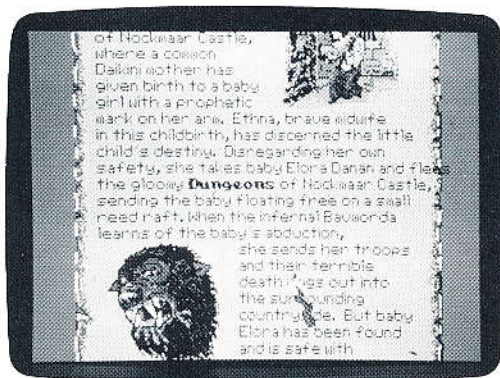 of Nockmaar Castle,
where a common
Daikini mother has
given birth to a baby
girl with a prophetic
mark on her arm. Ethna, brave midwife
in this childbirth, has discerned the little
child's destiny. Disregarding her own
safety, she takes baby Elora Danan and flees
the gloomy Dungeons of Nockmaar Castle,
sending the baby floating free on a small
need raft. When the infernal Bavmorda
learns of the baby's abduction,
she sends her troops
and their terrible
death dogs out into
the surrounding
countryside. But baby
Elora has been found
and is safe with